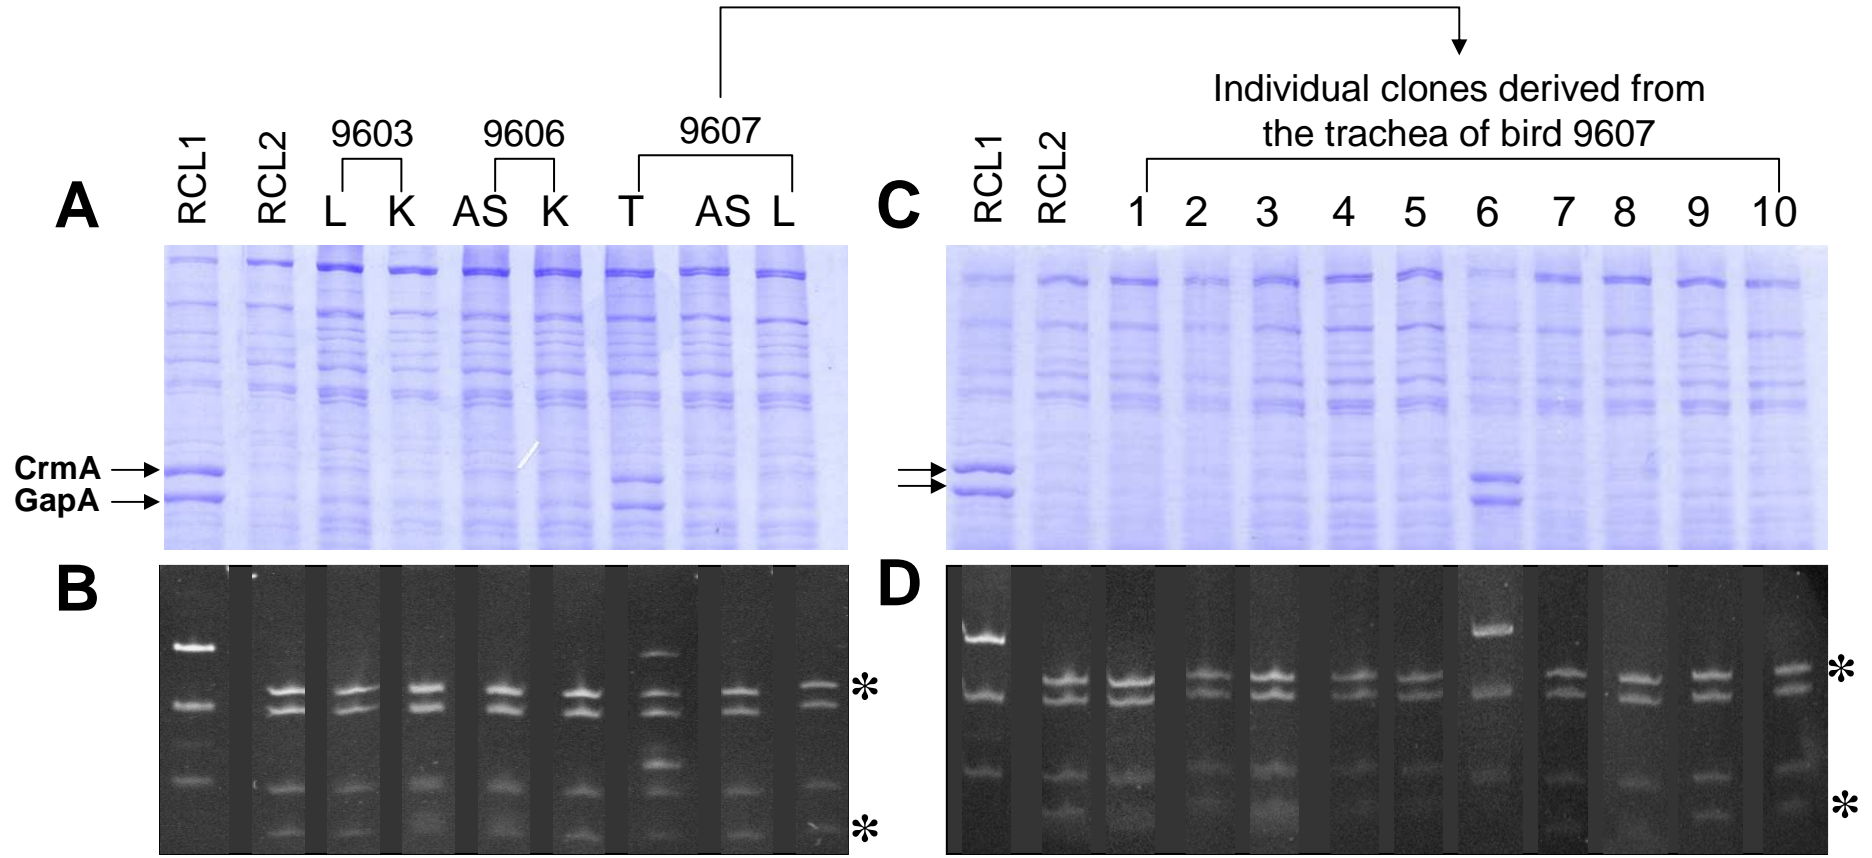 Individual clones derived from
the trachea of bird 9607
A
RCL1
RCL2
9603
9606
9607
L K AS K T AS L
CrmA
GapA
B
*
*
C
RCL1
RCL2
1 2 3 4 5 6 7 8 9 10
D
*
*